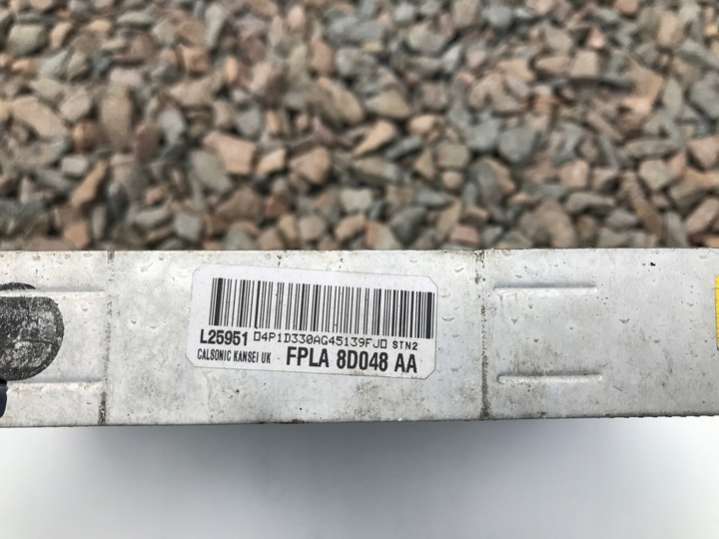 L25951 D4P1D330AG45139FJD STN2
CALSONIC KANSEI UK FPLA 8D048 AA